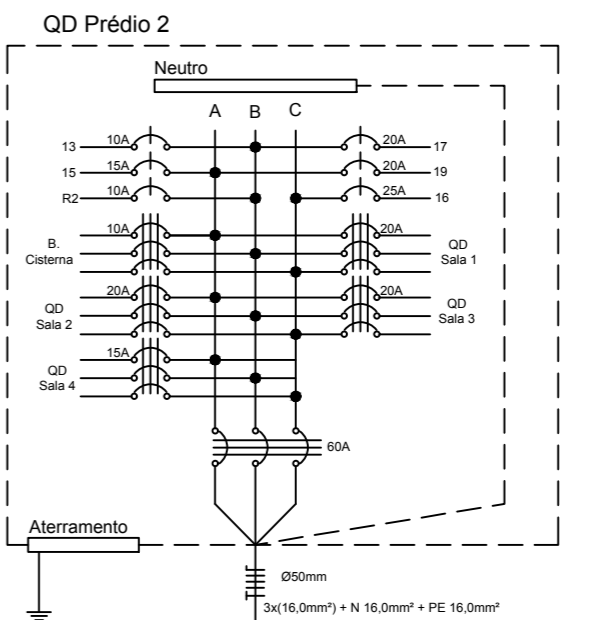 QD Prédio 2
Neutro
A B C
13 10A 20A 17
15 15A 20A 19
R2 10A 25A 16
10A 20A
B.
Cisterna
QD
Sala 1
20A 20A
QD
Sala 2
QD
Sala 3
15A
QD
Sala 4
60A
Aterramento
Ø50mm
3x(16,0mm²) + N 16,0mm² + PE 16,0mm²